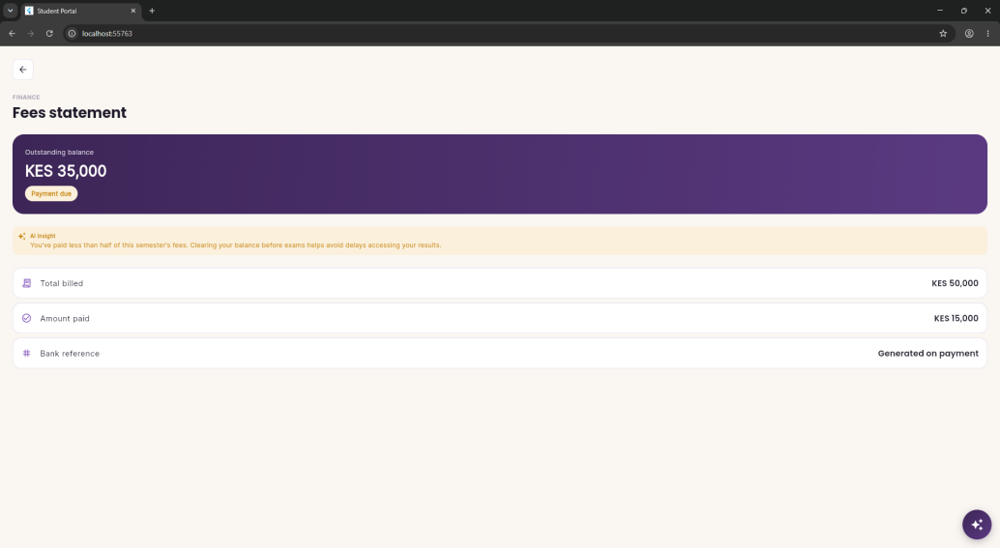 Student Portal
localhost:55763
FINANCE
Fees statement
Outstanding balance
KES 35,000
Payment due
AI Insight
You've paid less than half of this semester's fees. Clearing your balance before exams helps avoid delays accessing your results.
Total billed
KES 50,000
Amount paid
KES 15,000
Bank reference
Generated on payment